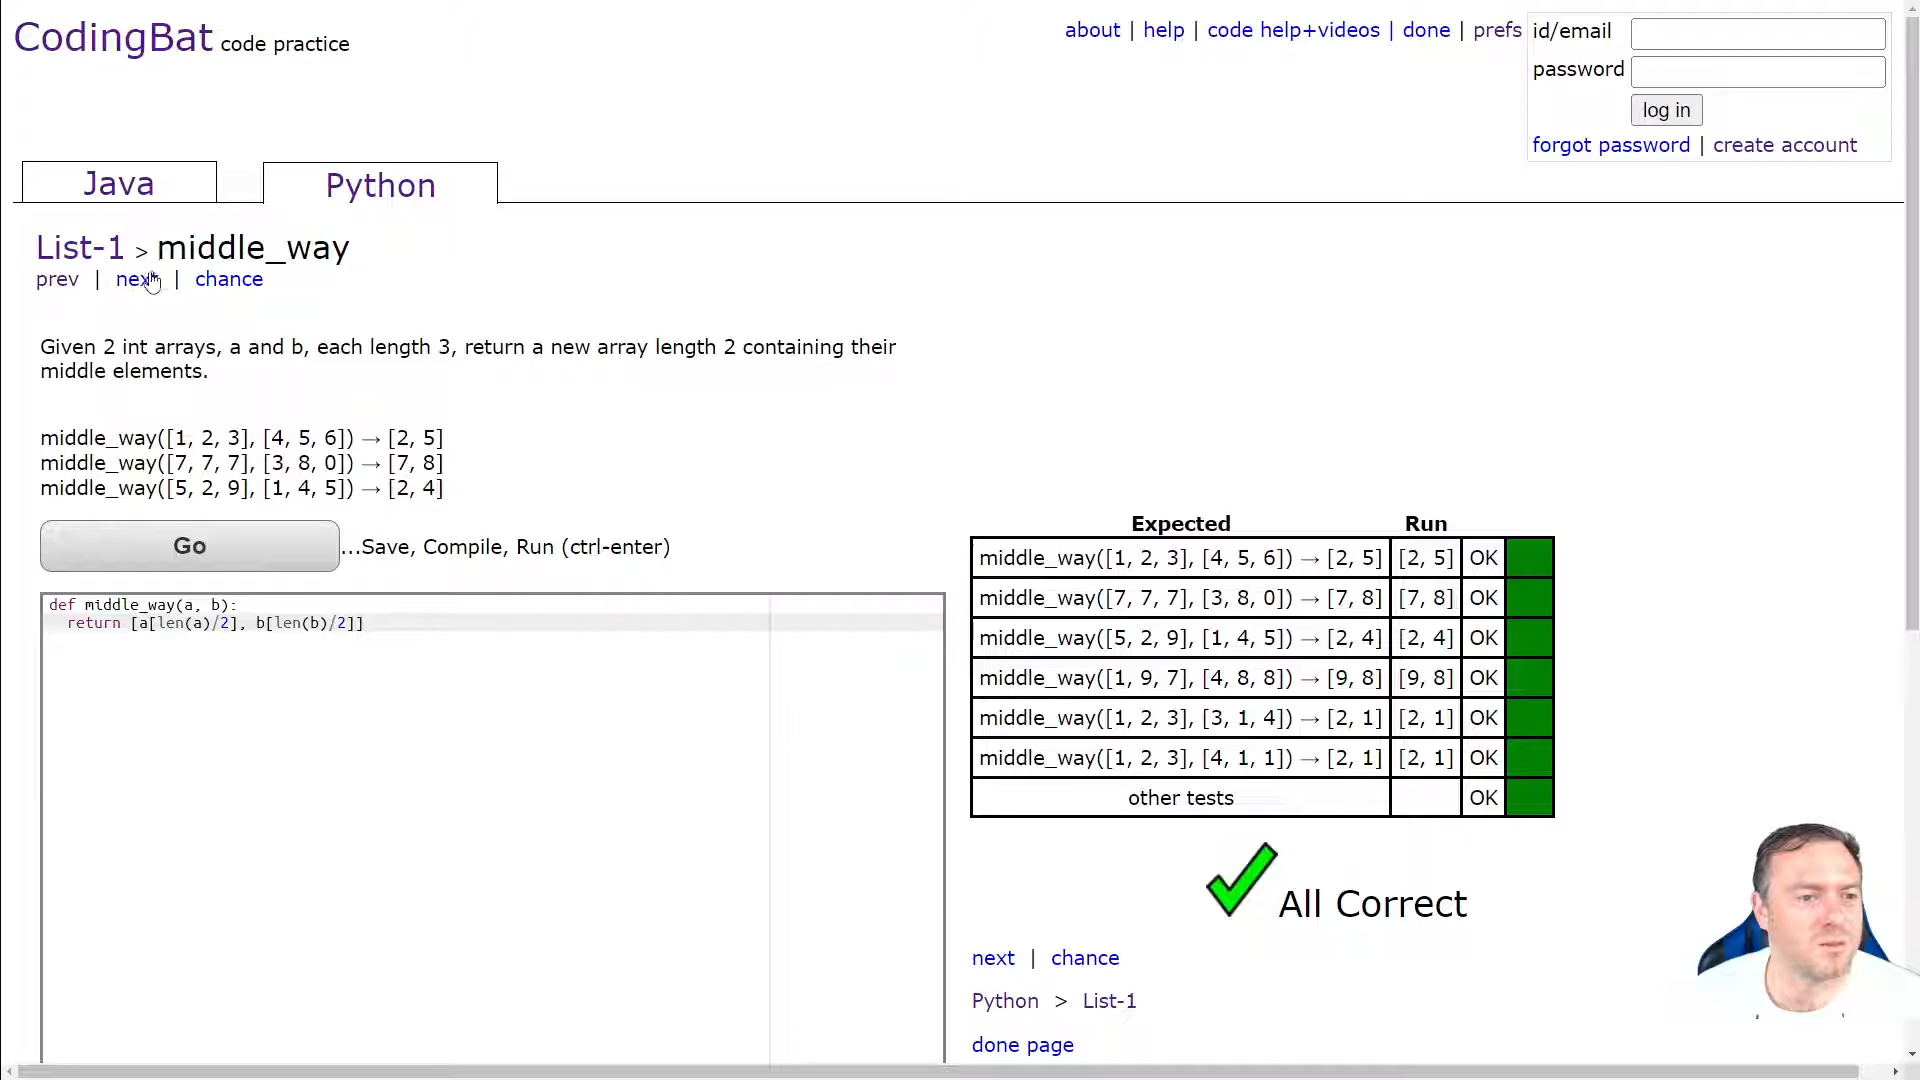 CodingBat code practice
about | help | code help+videos | done | prefs
id/email
password
log in
forgot password | create account
Java
Python
List-1 > middle_way
prev | next | chance
Given 2 int arrays, a and b, each length 3, return a new array length 2 containing their
middle elements.
middle_way([1, 2, 3], [4, 5, 6]) → [2, 5]
middle_way([7, 7, 7], [3, 8, 0]) → [7, 8]
middle_way([5, 2, 9], [1, 4, 5]) → [2, 4]
Go ...Save, Compile, Run (ctrl-enter)
def middle_way(a, b):
  return [a[len(a)/2], b[len(b)/2]]
Expected Run
middle_way([1, 2, 3], [4, 5, 6]) → [2, 5] [2, 5] OK
middle_way([7, 7, 7], [3, 8, 0]) → [7, 8] [7, 8] OK
middle_way([5, 2, 9], [1, 4, 5]) → [2, 4] [2, 4] OK
middle_way([1, 9, 7], [4, 8, 8]) → [9, 8] [9, 8] OK
middle_way([1, 2, 3], [3, 1, 4]) → [2, 1] [2, 1] OK
middle_way([1, 2, 3], [4, 1, 1]) → [2, 1] [2, 1] OK
other tests OK
All Correct
next | chance
Python > List-1
done page